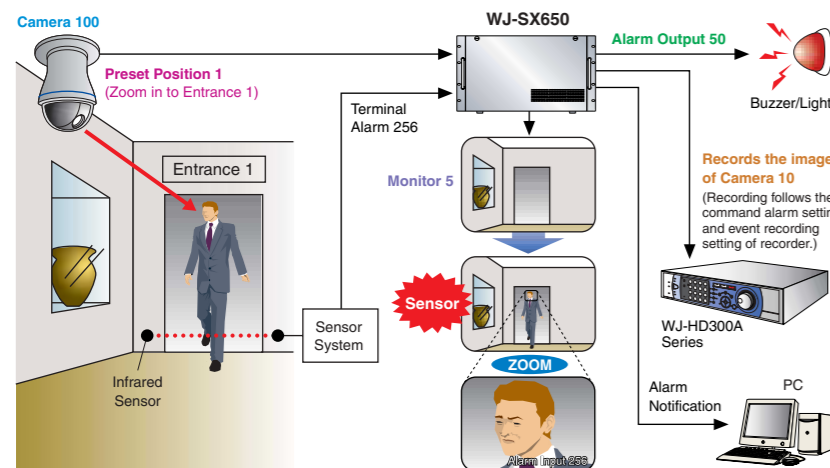 Camera 100
WJ-SX650
Alarm Output 50
Preset Position 1
(Zoom in to Entrance 1)
Terminal
Alarm 256
Buzzer/Light
Entrance 1
Monitor 5
Records the image
of Camera 10
(Recording follows the
command alarm settin
and event recording
setting of recorder.)
Sensor
Sensor
System
WJ-HD300A
Series
ZOOM
Infrared
Sensor
Alarm
Notification
PC
Alarm Input 256